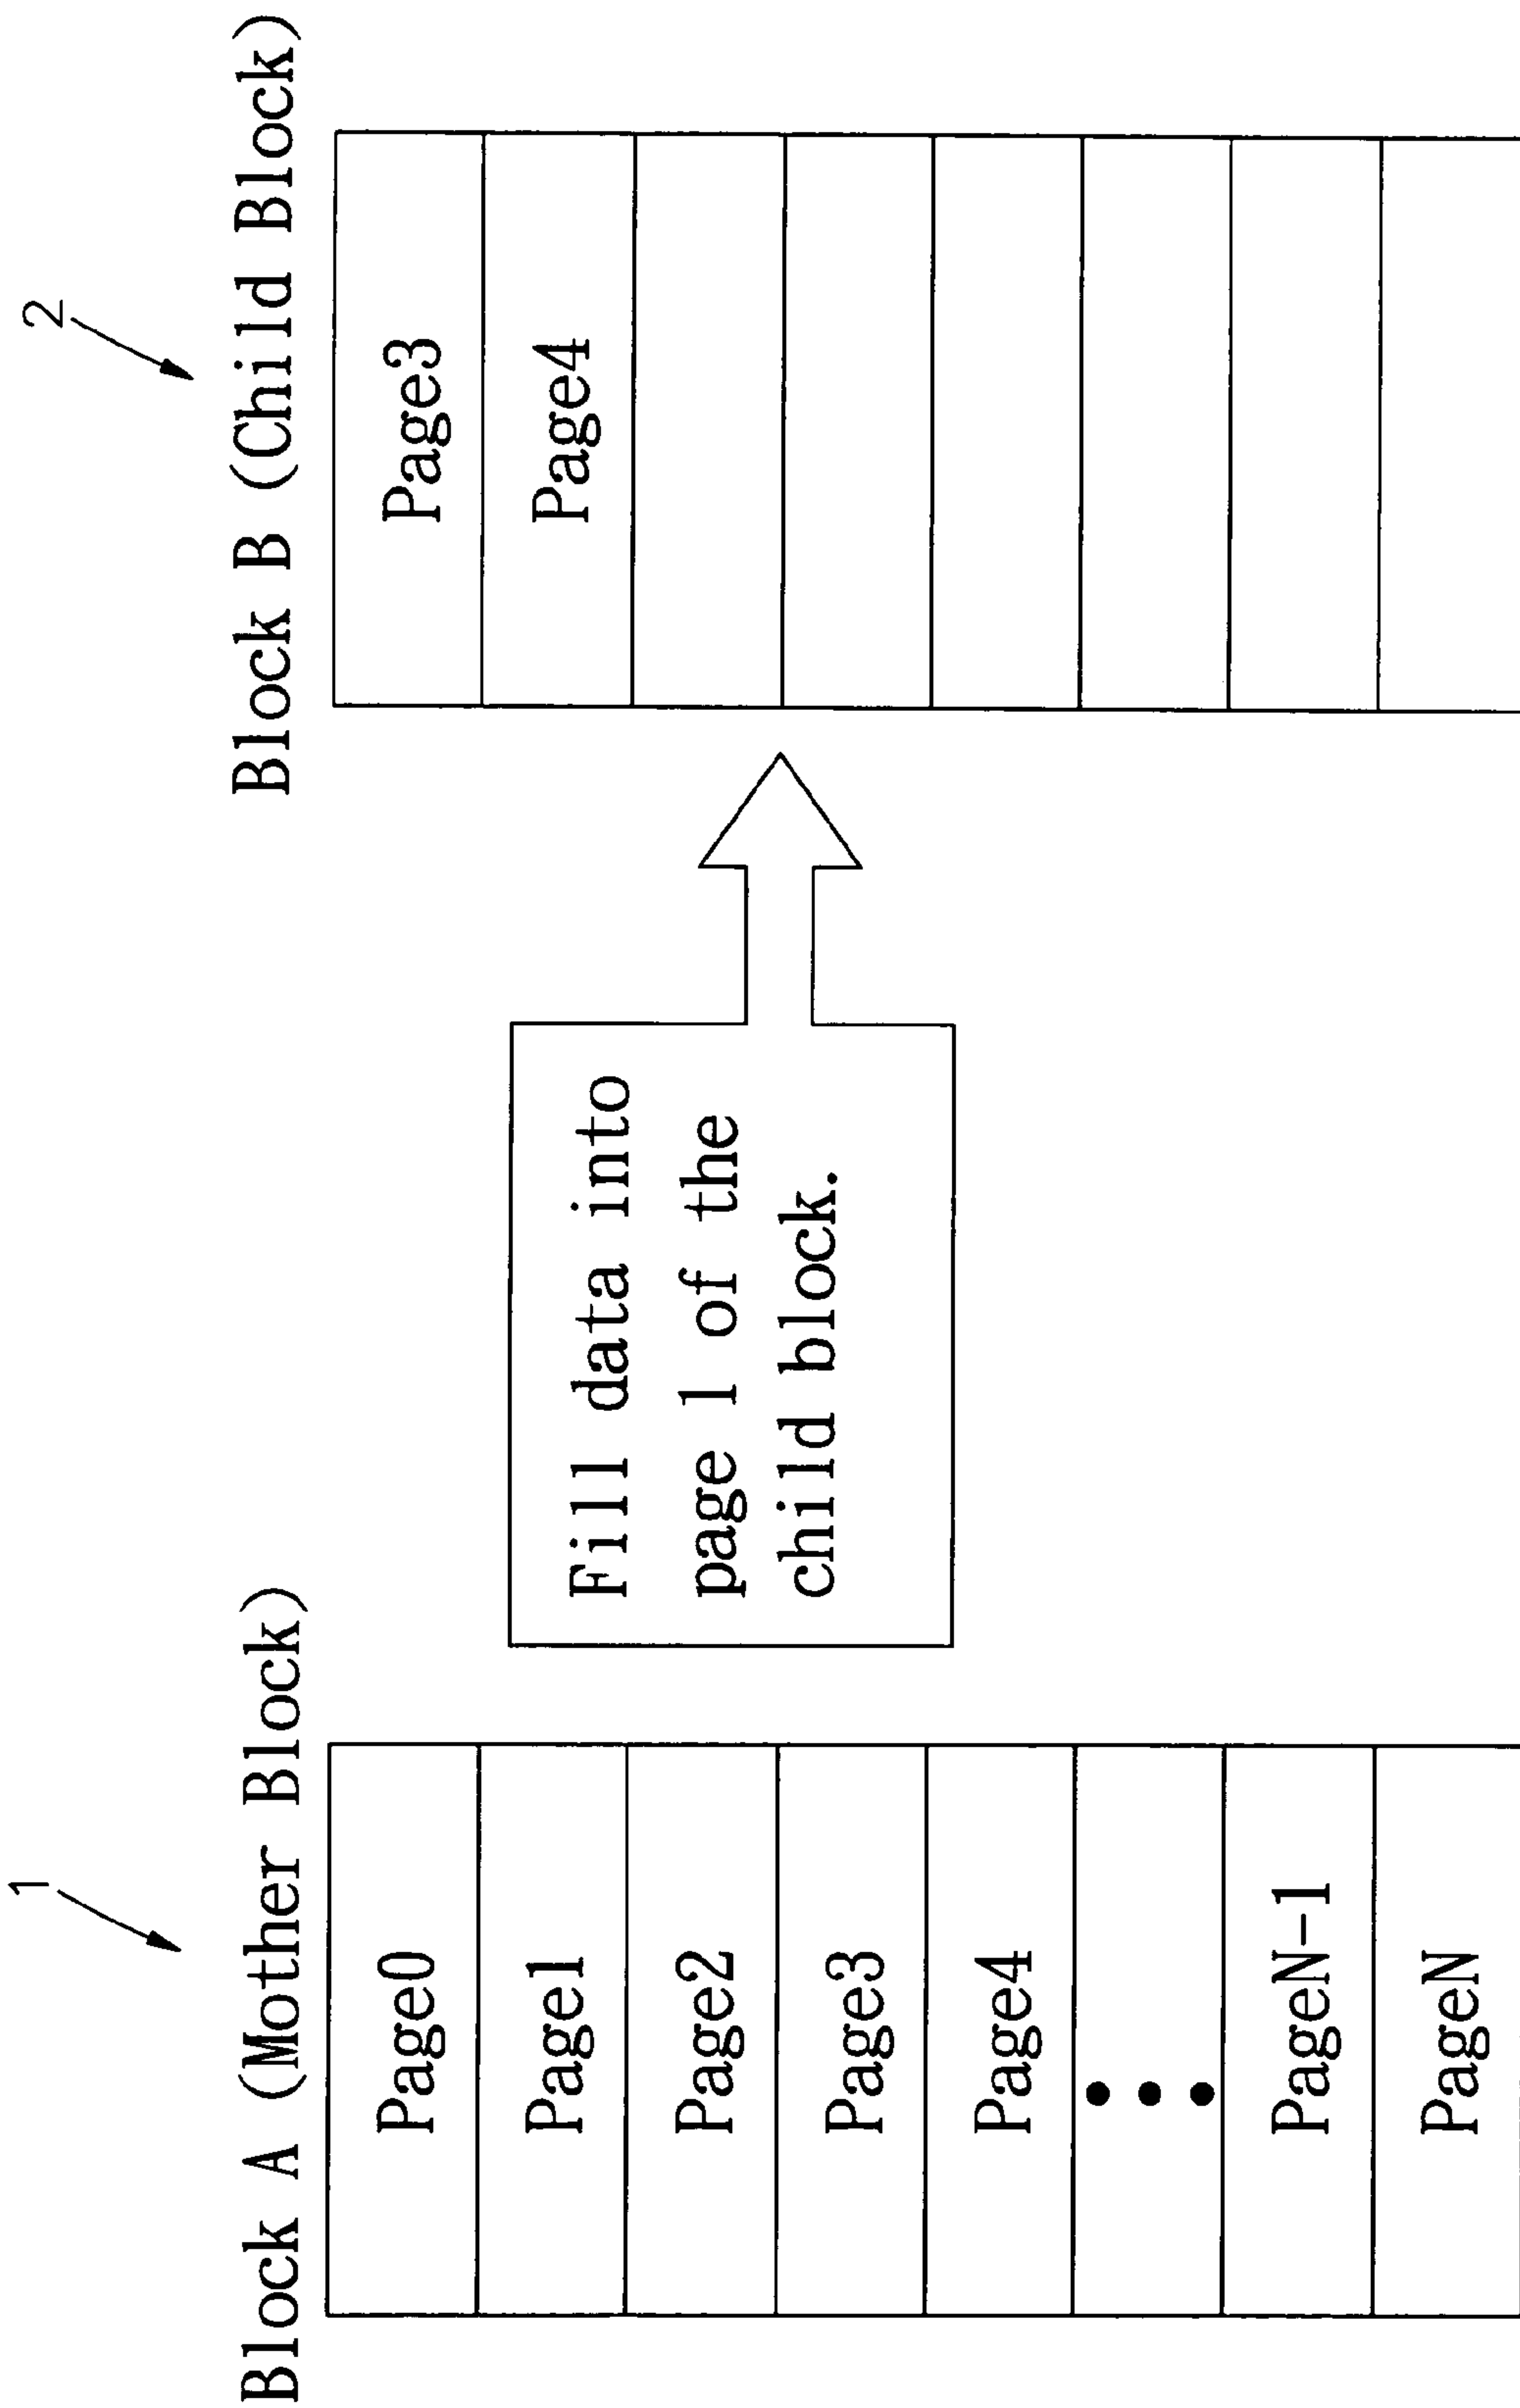 1
Block A (Mother Block)
Page0
Page1
Page2
Page3
Page4
PageN-1
PageN
Fill data into
page 1 of the
child block.
2
Block B (Child Block)
Page3
Page4